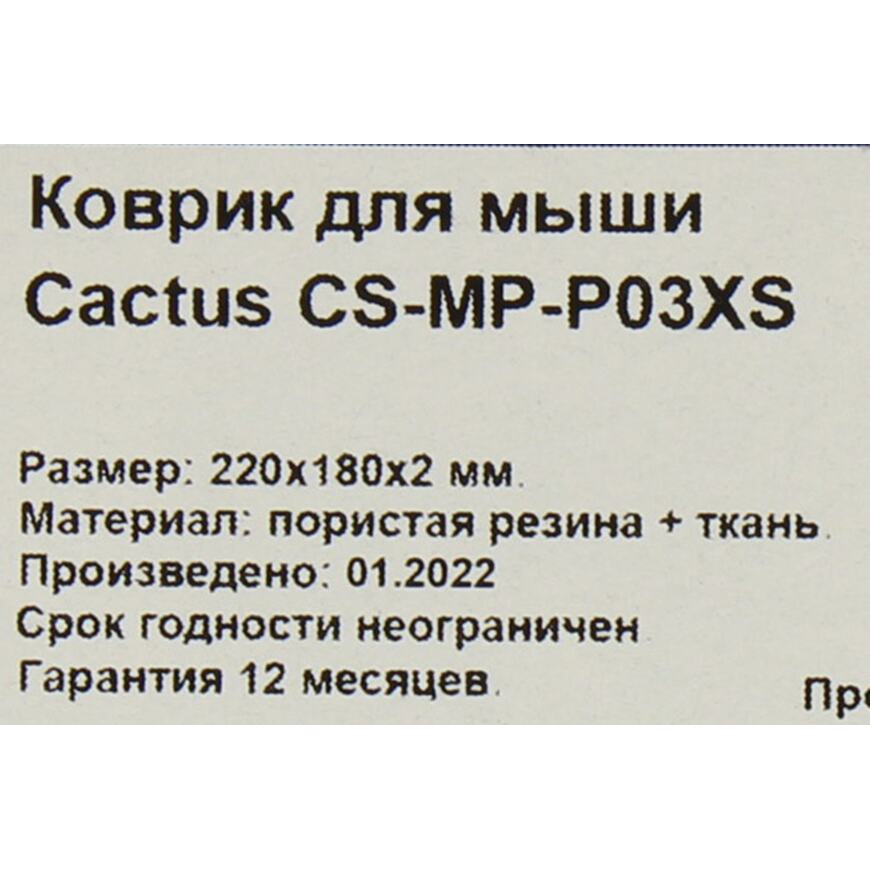 Коврик для мыши
Cactus CS-MP-P03XS
Размер: 220x180x2 мм.
Материал: пористая резина + ткань.
Произведено: 01.2022
Срок годности неограничен
Гарантия 12 месяцев.